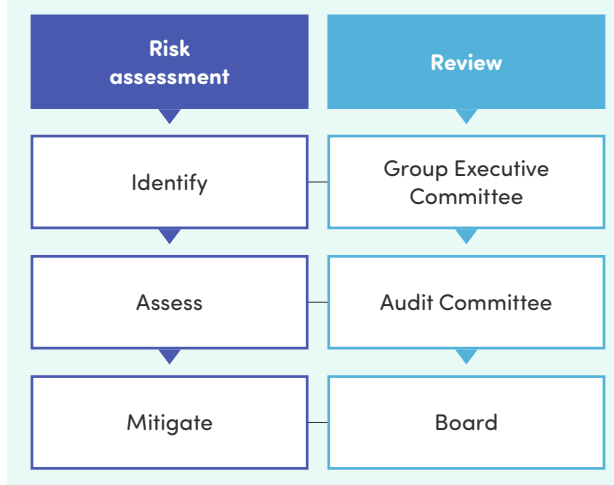 Risk
assessment
Review
Identify
Group Executive
Committee
Assess
Audit Committee
Mitigate
Board